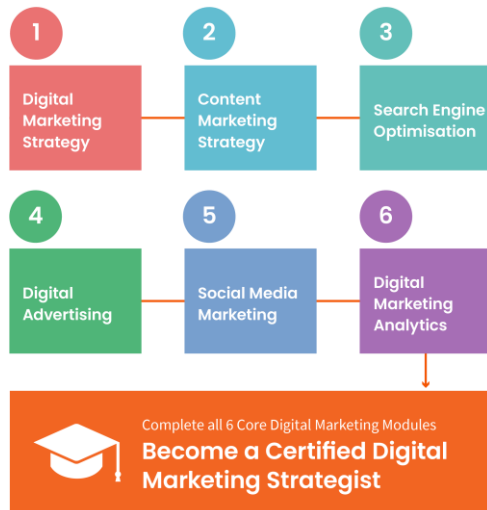 1
2
3
Digital
Marketing
Strategy
Content
Marketing
Strategy
Search Engine
Optimisation
4
5
6
Digital
Advertising
Social Media
Marketing
Digital
Marketing
Analytics
Complete all 6 Core Digital Marketing Modules
Become a Certified Digital
Marketing Strategist